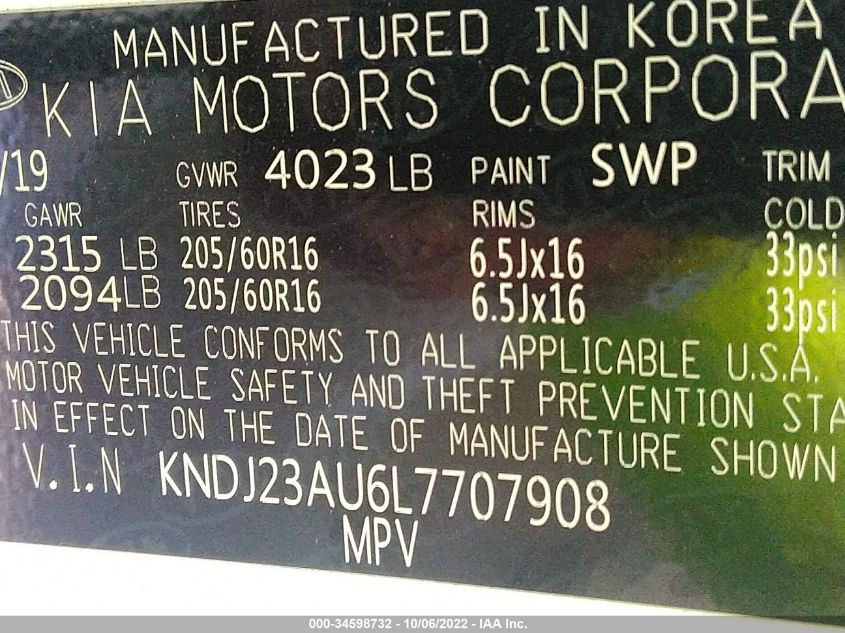 MANUFACTURED IN KOREA
KIA MOTORS CORPORA
/19 GVWR 4023 LB PAINT SWP TRIM
GAWR TIRES RIMS COLD
2315 LB 205/60R16 6.5Jx16 33psi
2094LB 205/60R16 6.5Jx16 33psi
THIS VEHICLE CONFORMS TO ALL APPLICABLE U.S.A.
MOTOR VEHICLE SAFETY AND THEFT PREVENTION STA
IN EFFECT ON THE DATE OF MANUFACTURE SHOWN
V.I.N KNDJ23AU6L7707908
MPV
000-34598732 - 10/06/2022 - IAA Inc.